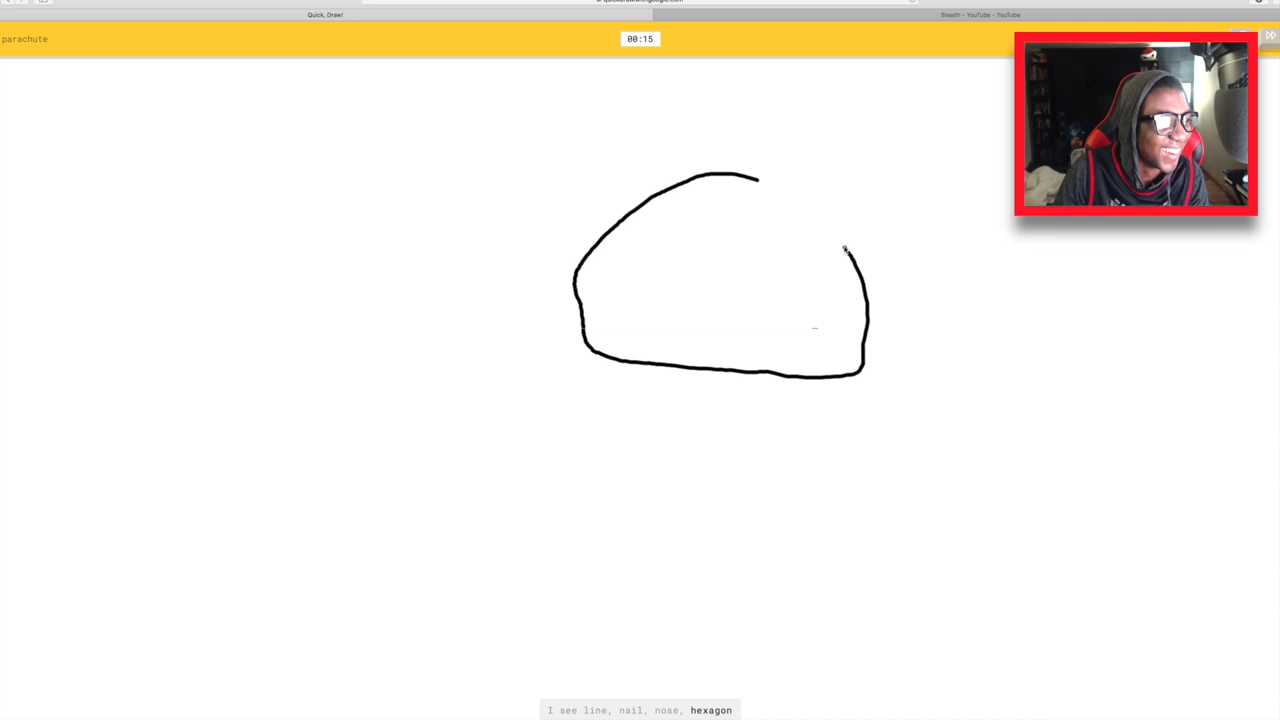 Quick, Draw!
Stealth - YouTube - YouTube
parachute
00:15
I see line, nail, nose, hexagon